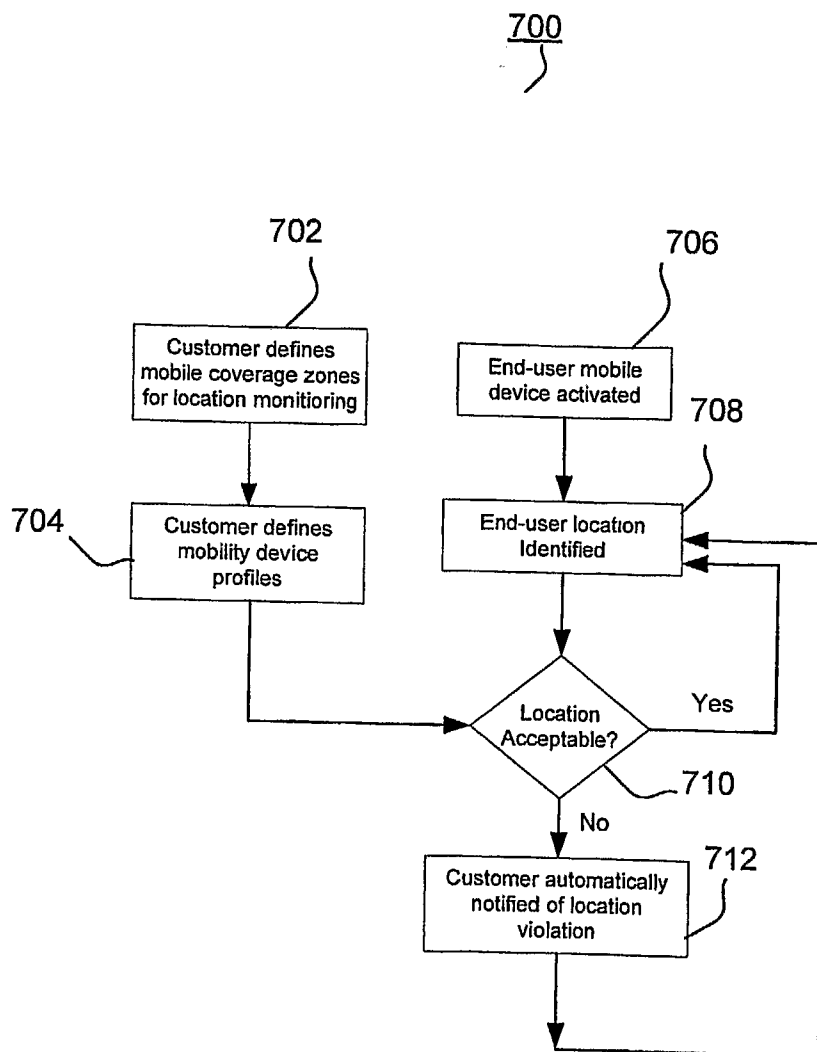 700
702
706
Customer defines
mobile coverage zones
for location monitioring
End-user mobile
device activated
708
704
Customer defines
mobility device
profiles
End-user location
Identified
Location
Acceptable?
Yes
710
No
712
Customer automatically
notified of location
violation